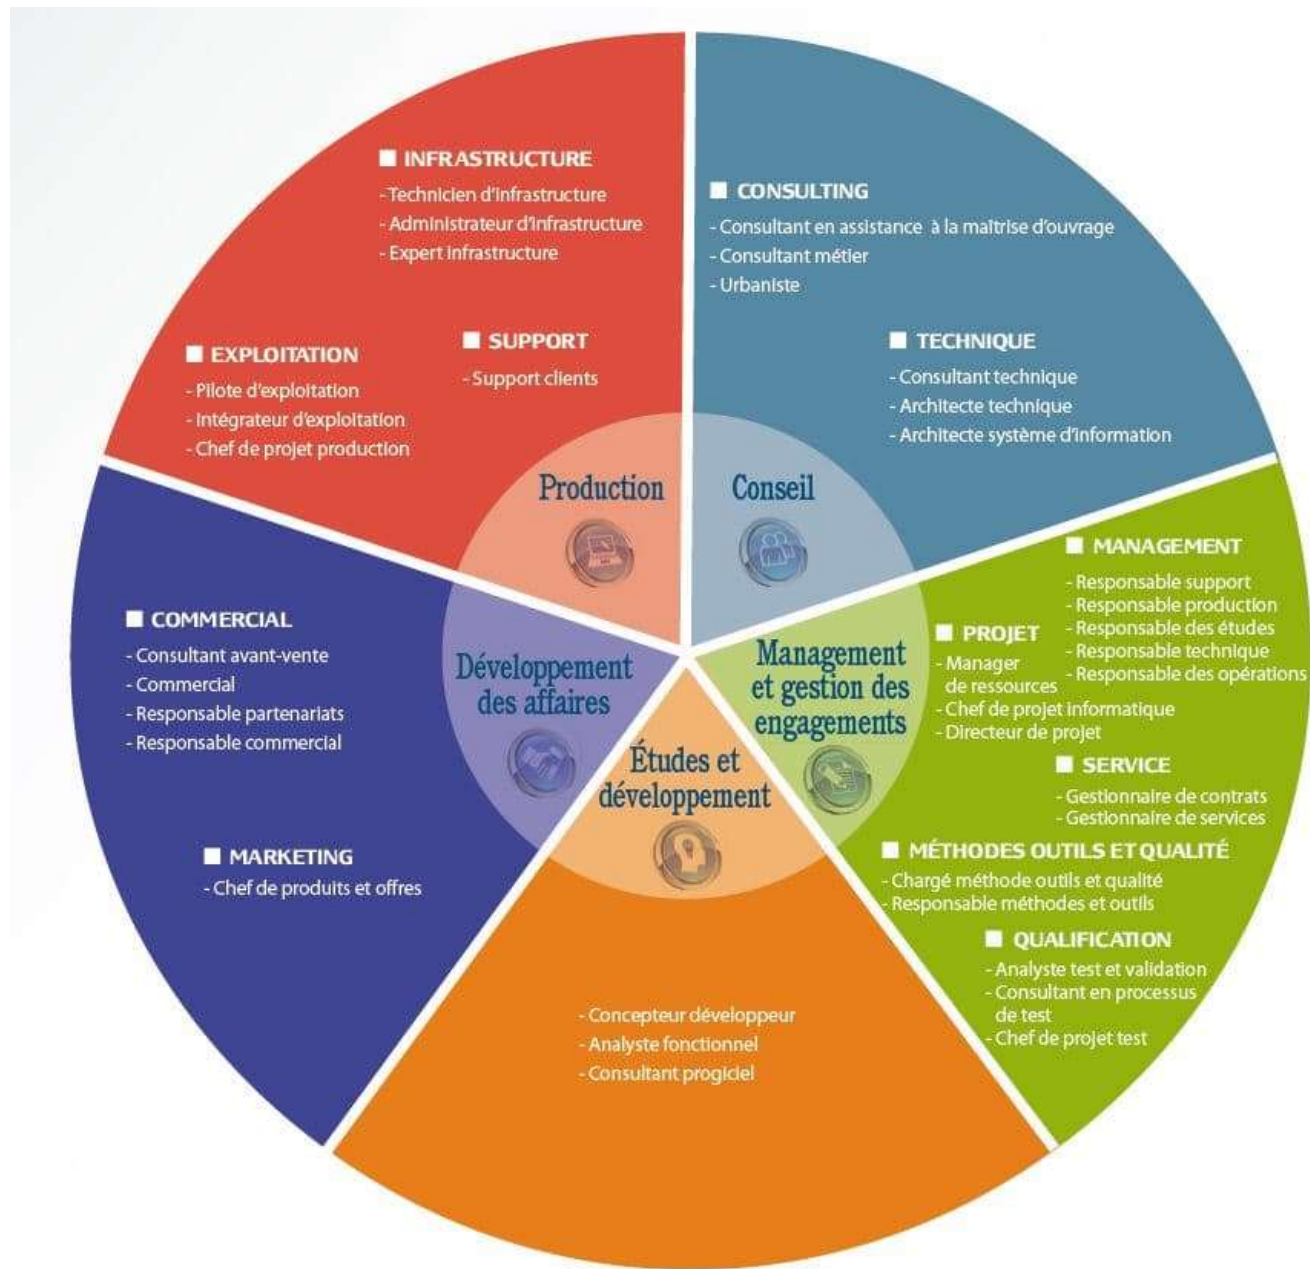 ■ INFRASTRUCTURE
- Technicien d'infrastructure
- Administrateur d'infrastructure
- Expert infrastructure
■ SUPPORT
- Support clients
■ EXPLOITATION
- Pilote d'exploitation
- Intégrateur d'exploitation
- Chef de projet production
Production
■ CONSULTING
- Consultant en assistance à la maîtrise d'ouvrage
- Consultant métier
- Urbaniste
■ TECHNIQUE
- Consultant technique
- Architecte technique
- Architecte système d'information
Conseil
■ MANAGEMENT
- Responsable support
- Responsable production
- Responsable des études
- Responsable technique
- Responsable des opérations
■ PROJET
- Manager
de ressources
- Chef de projet informatique
- Directeur de projet
■ SERVICE
- Gestionnaire de contrats
- Gestionnaire de services
■ MÉTHODES OUTILS ET QUALITÉ
- Chargé méthode outils et qualité
- Responsable méthodes et outils
■ QUALIFICATION
- Analyste test et validation
- Consultant en processus
de test
- Chef de projet test
Management
et gestion des
engagements
Études et
développement
- Concepteur développeur
- Analyste fonctionnel
- Consultant progiciel
Développement
des affaires
■ COMMERCIAL
- Consultant avant-vente
- Commercial
- Responsable partenariats
- Responsable commercial
■ MARKETING
- Chef de produits et offres